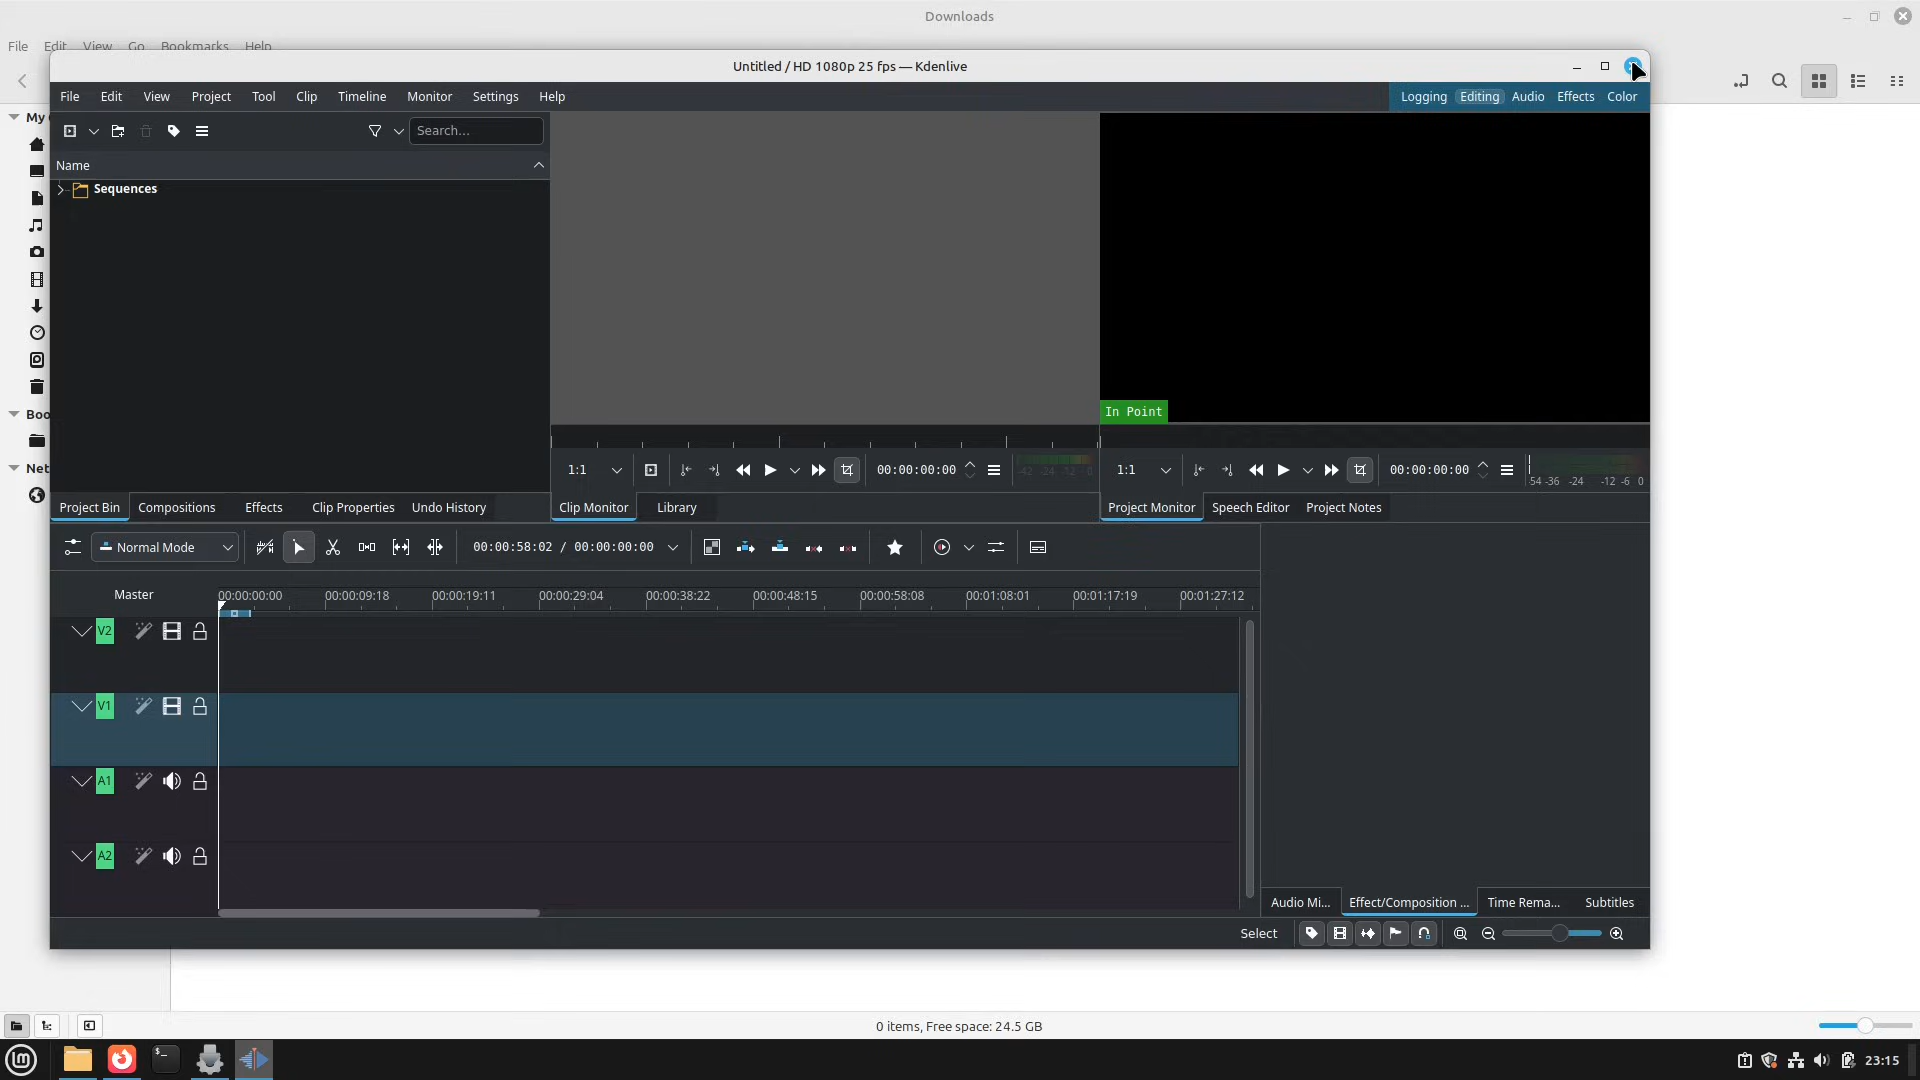 Downloads
File Edit View Go Bookmarks Help
Untitled / HD 1080p 25 fps — Kdenlive
File Edit View Project Tool Clip Timeline Monitor Settings Help
Logging Editing Audio Effects Color
My
Search...
Name
Sequences
In Point
1:1 00:00:00:00 -42 -24 -12 0
1:1 00:00:00:00 54 -36 -24 -12 -6 0
Boo
Net
Project Bin Compositions Effects Clip Properties Undo History
Clip Monitor Library
Project Monitor Speech Editor Project Notes
Normal Mode 00:00:58:02 / 00:00:00:00
Master 00:00:00:00 00:00:09:18 00:00:19:11 00:00:29:04 00:00:38:22 00:00:48:15 00:00:58:08 00:01:08:01 00:01:17:19 00:01:27:12
V2
V1
A1
A2
Audio Mi... Effect/Composition ... Time Rema... Subtitles
Select
0 items, Free space: 24.5 GB
23:15